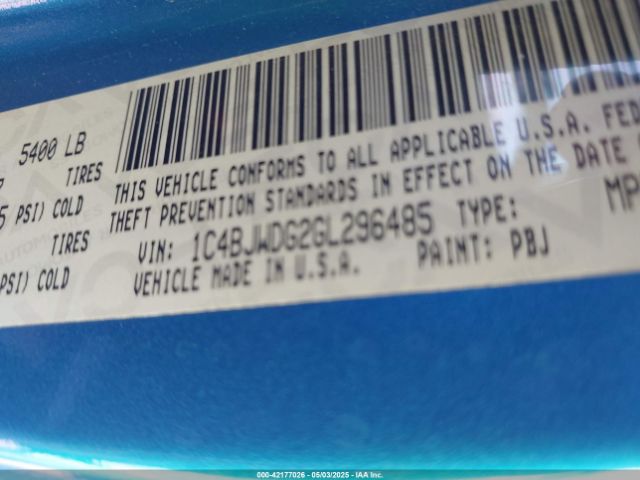 5400 LB
TIRES
PSI) COLD
TIRES
PSI) COLD
THIS VEHICLE CONFORMS TO ALL APPLICABLE U.S.A. FED
THEFT PREVENTION STANDARDS IN EFFECT ON THE DATE
VIN: 1C4BJWDG2GL296485 TYPE: MP
VEHICLE MADE IN U.S.A. PAINT: PBJ
000-42177026 - 05/03/2025 - IAA Inc.